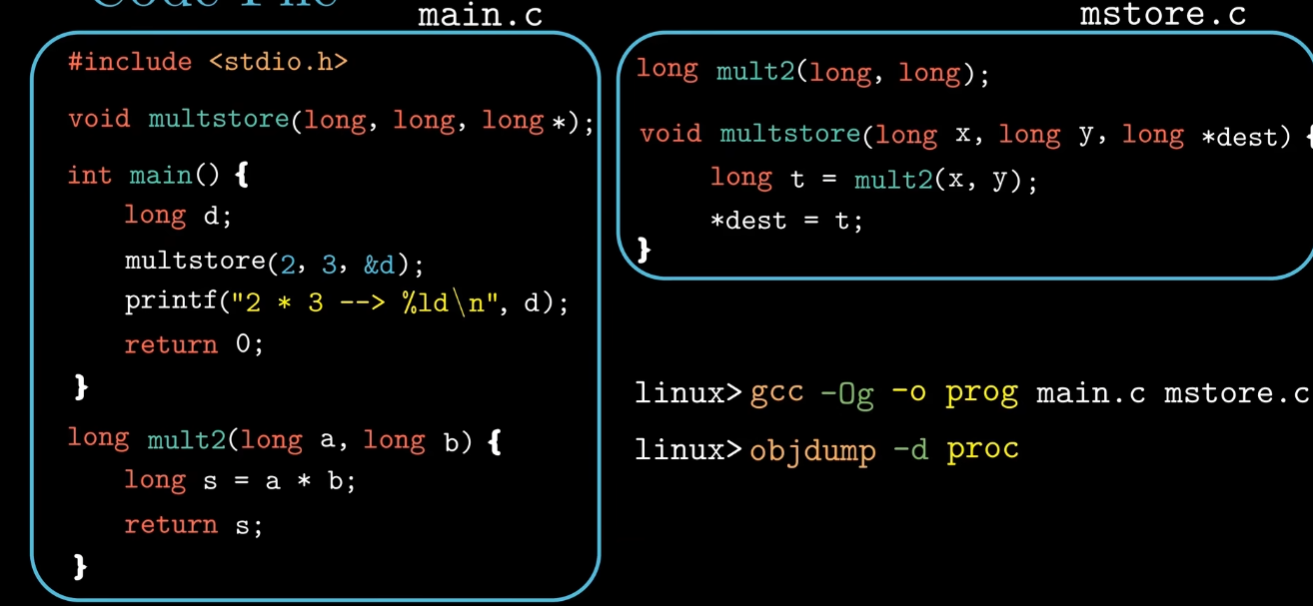 Code File
main.c
#include <stdio.h>
void multstore(long, long, long *);
int main() {
long d;
multstore(2, 3, &d);
printf("2 * 3 --> %ld\n", d);
return 0;
}
long mult2(long a, long b) {
long s = a * b;
return s;
}
mstore.c
long mult2(long, long);
void multstore(long x, long y, long *dest) {
long t = mult2(x, y);
*dest = t;
}
linux> gcc -Og -o prog main.c mstore.c
linux> objdump -d proc